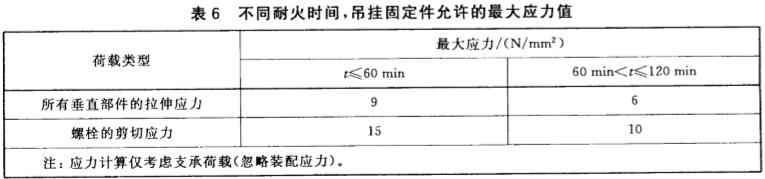 表 6 不同耐火时间,吊挂固定件允许的最大应力值
荷载类型
最大应力/(N/mm²)
t≤60 min
60 min<t≤120 min
所有垂直部件的拉伸应力 9 6
螺栓的剪切应力 15 10
注:应力计算仅考虑支承荷载(忽略装配应力)。